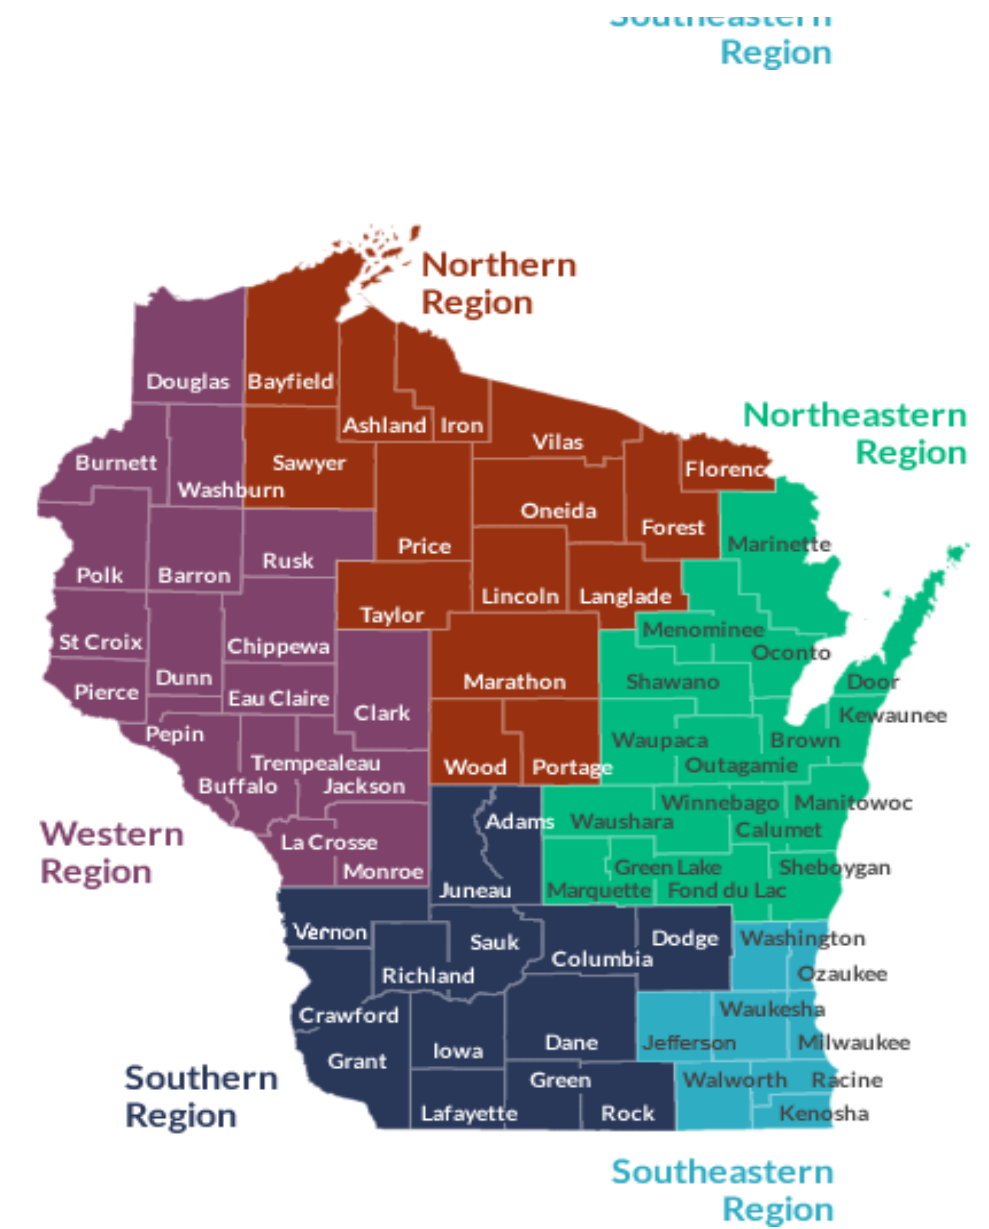 Southeastern
Region
Northern
Region
Douglas Bayfield
Ashland Iron
Vilas
Northeastern
Region
Burnett
Sawyer
Florenc
Washburn
Oneida
Forest
Marinette
Price
Rusk
Polk Barron
Lincoln Langlade
Taylor
Menominee
St Croix
Chippewa
Oconto
Dunn
Marathon
Shawano
Door
Pierce
Eau Claire
Clark
Kewaunee
Pepin
Waupaca
Brown
Trempealeau
Wood Portage
Outagamie
Buffalo
Jackson
Winnebago Manitowoc
Adams Waushara
Calumet
Western
Region
La Crosse
Monroe
Green Lake
Sheboygan
Juneau
Marquette Fond du Lac
Vernon
Sauk
Dodge Washington
Columbia
Richland
Ozaukee
Crawford
Waukesha
Iowa
Dane
Jefferson
Milwaukee
Grant
Southern
Region
Green
Walworth Racine
Lafayette
Rock
Kenosha
Southeastern
Region